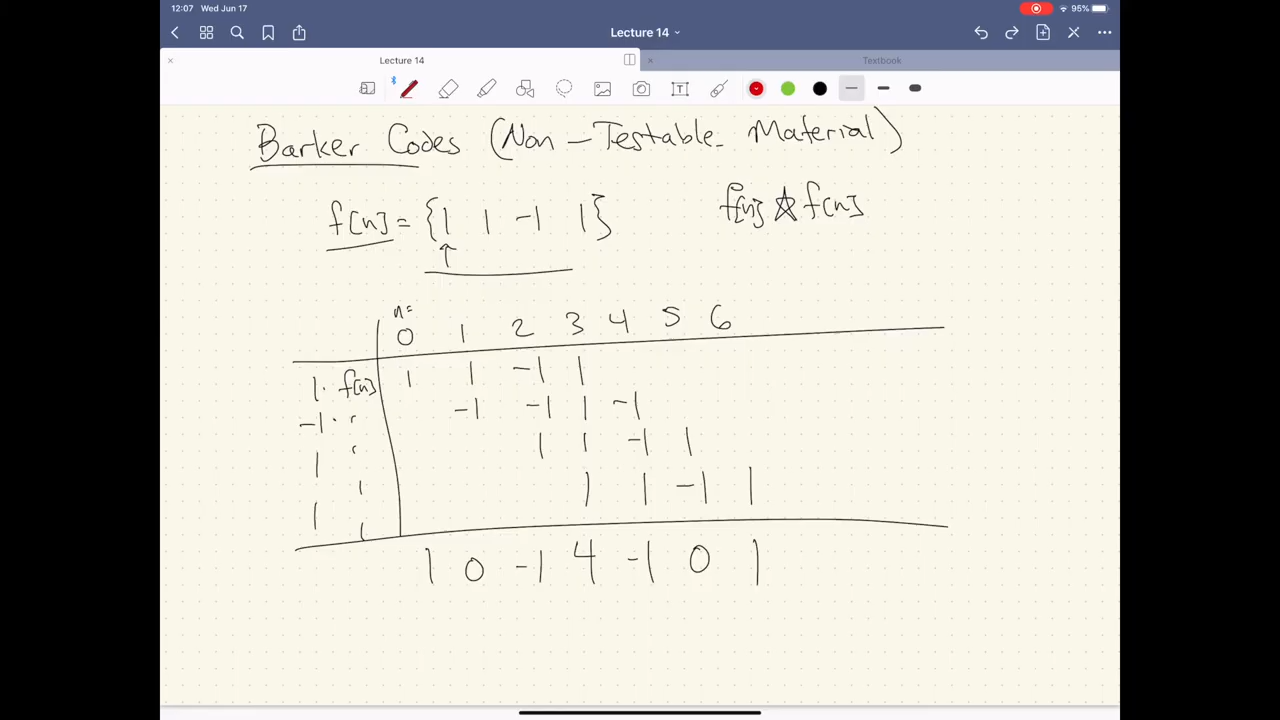 12:07 Wed Jun 17 95%
Lecture 14
Lecture 14 Textbook
Barker Codes (Non-Testable Material)
f[n] = {1 1 -1 1} f[n] ☆ f[n]
n=
0 1 2 3 4 5 6
1· f[n] 1 1 -1 1
-1· " -1 -1 1 -1
1 " 1 1 -1 1
1 " 1 1 -1 1
1 0 -1 4 -1 0 1